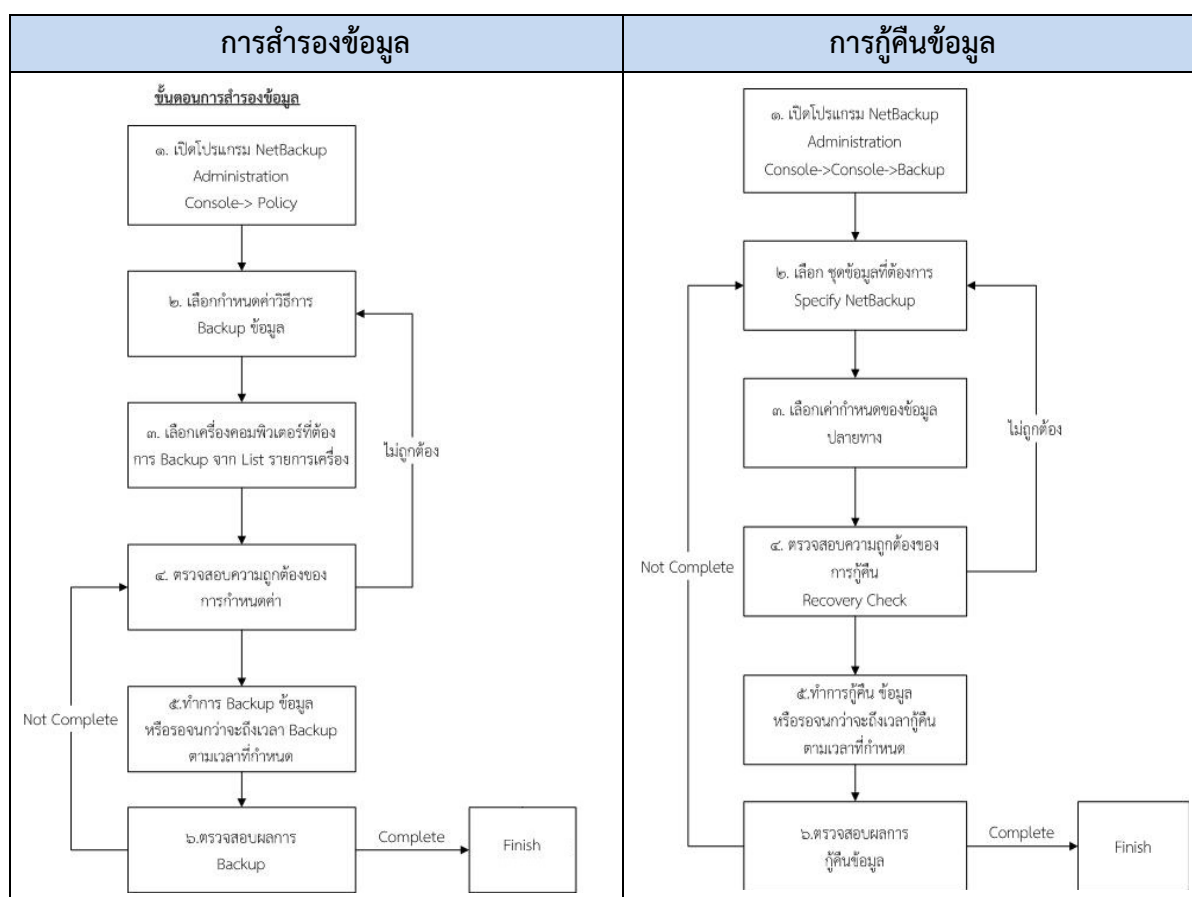 การสำรองข้อมูล
ขั้นตอนการสำรองข้อมูล
๑. เปิดโปรแกรม NetBackup
Administration
Console-> Policy
๒. เลือกกำหนดค่าวิธีการ
Backup ข้อมูล
๓. เลือกเครื่องคอมพิวเตอร์ที่ต้อง
การ Backup จาก List รายการเครื่อง
ไม่ถูกต้อง
๔. ตรวจสอบความถูกต้องของ
การกำหนดค่า
๕.ทำการ Backup ข้อมูล
หรือรอจนกว่าจะถึงเวลา Backup
ตามเวลาที่กำหนด
Not Complete
๖.ตรวจสอบผลการ
Backup
Complete
Finish
การกู้คืนข้อมูล
๑. เปิดโปรแกรม NetBackup
Administration
Console->Console->Backup
๒. เลือก ชุดข้อมูลที่ต้องการ
Specify NetBackup
๓. เลือกเค่ากำหนดของข้อมูล
ปลายทาง
ไม่ถูกต้อง
๔. ตรวจสอบความถูกต้องของ
การกู้คืน
Recovery Check
Not Complete
๕.ทำการกู้คืน ข้อมูล
หรือรอจนกว่าจะถึงเวลากู้คืน
ตามเวลาที่กำหนด
๖.ตรวจสอบผลการ
กู้คืนข้อมูล
Complete
Finish